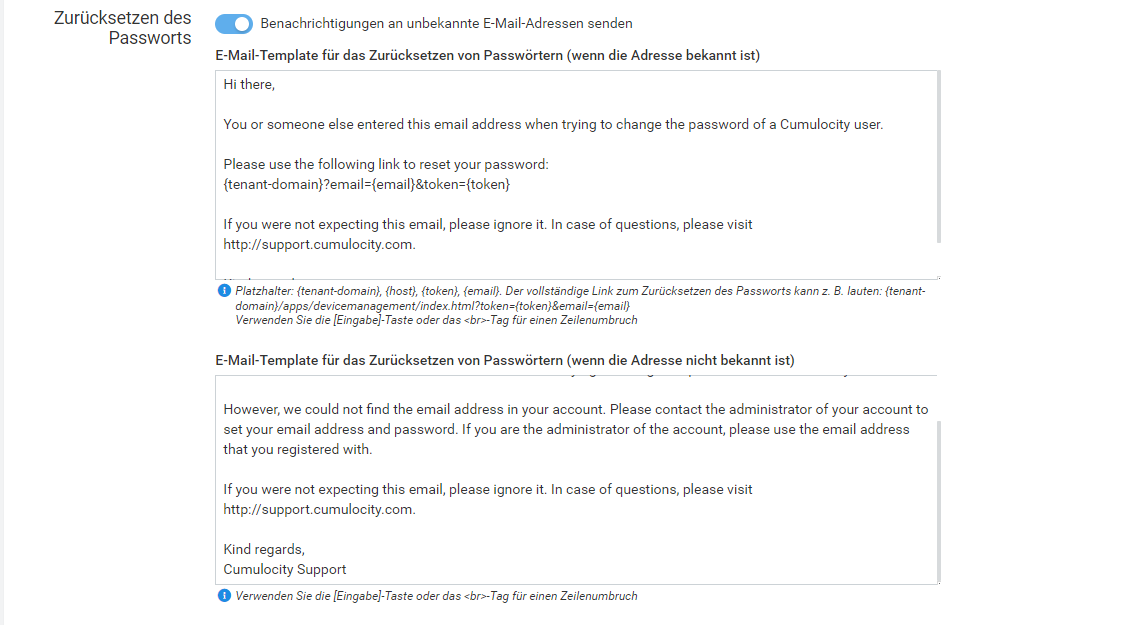 Zurücksetzen des
Passworts
Benachrichtigungen an unbekannte E-Mail-Adressen senden
E-Mail-Template für das Zurücksetzen von Passwörtern (wenn die Adresse bekannt ist)
Hi there,
You or someone else entered this email address when trying to change the password of a Cumulocity user.
Please use the following link to reset your password:
{tenant-domain}?email={email}&token={token}
If you were not expecting this email, please ignore it. In case of questions, please visit
http://support.cumulocity.com.
Platzhalter: {tenant-domain}, {host}, {token}, {email}. Der vollständige Link zum Zurücksetzen des Passworts kann z. B. lauten: {tenant-
domain}/apps/devicemanagement/index.html?token={token}&email={email}
Verwenden Sie die [Eingabe]-Taste oder das <br>-Tag für einen Zeilenumbruch
E-Mail-Template für das Zurücksetzen von Passwörtern (wenn die Adresse nicht bekannt ist)
However, we could not find the email address in your account. Please contact the administrator of your account to
set your email address and password. If you are the administrator of the account, please use the email address
that you registered with.
If you were not expecting this email, please ignore it. In case of questions, please visit
http://support.cumulocity.com.
Kind regards,
Cumulocity Support
Verwenden Sie die [Eingabe]-Taste oder das <br>-Tag für einen Zeilenumbruch